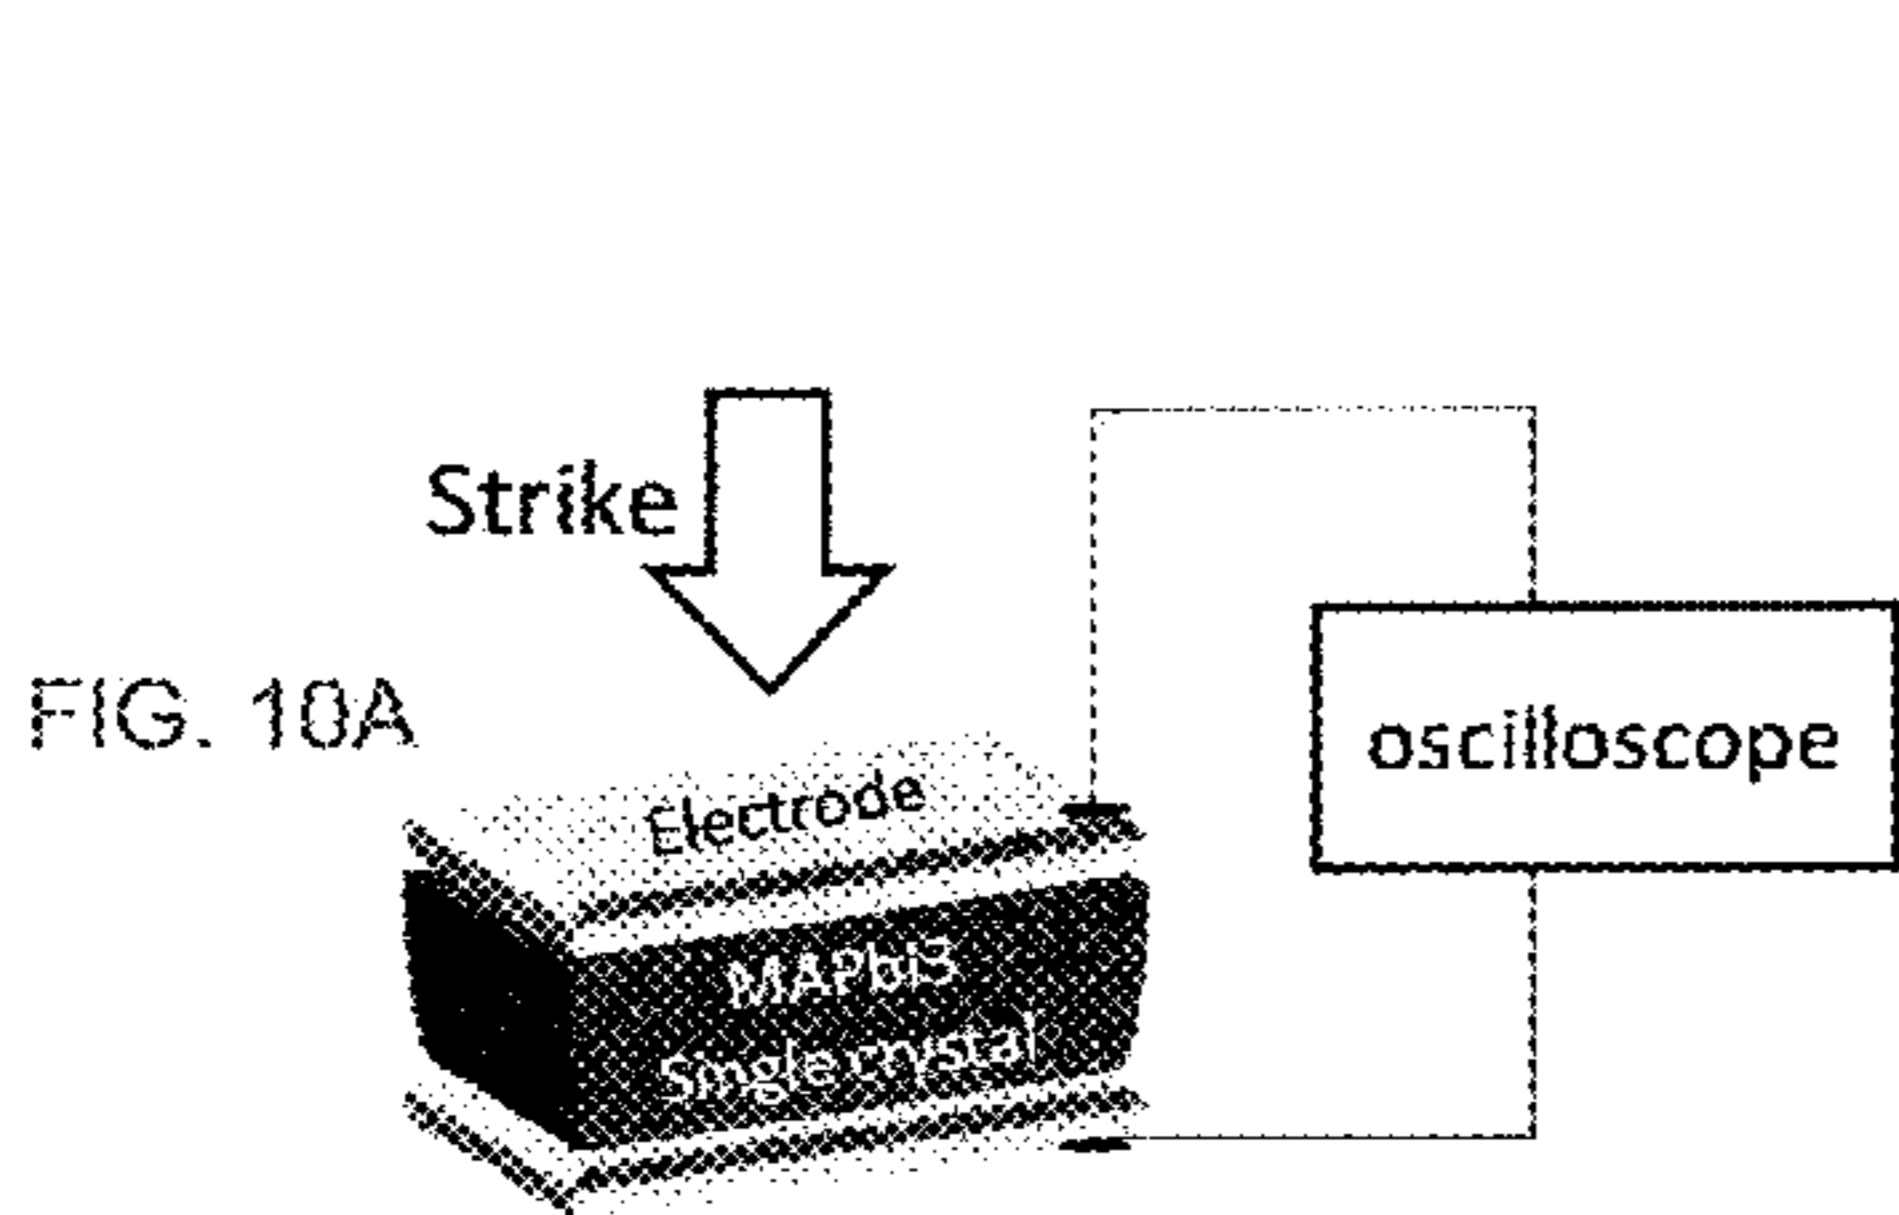 Strike
FIG. 10A
oscilloscope
Electrode
MAPbI3
Single crystal